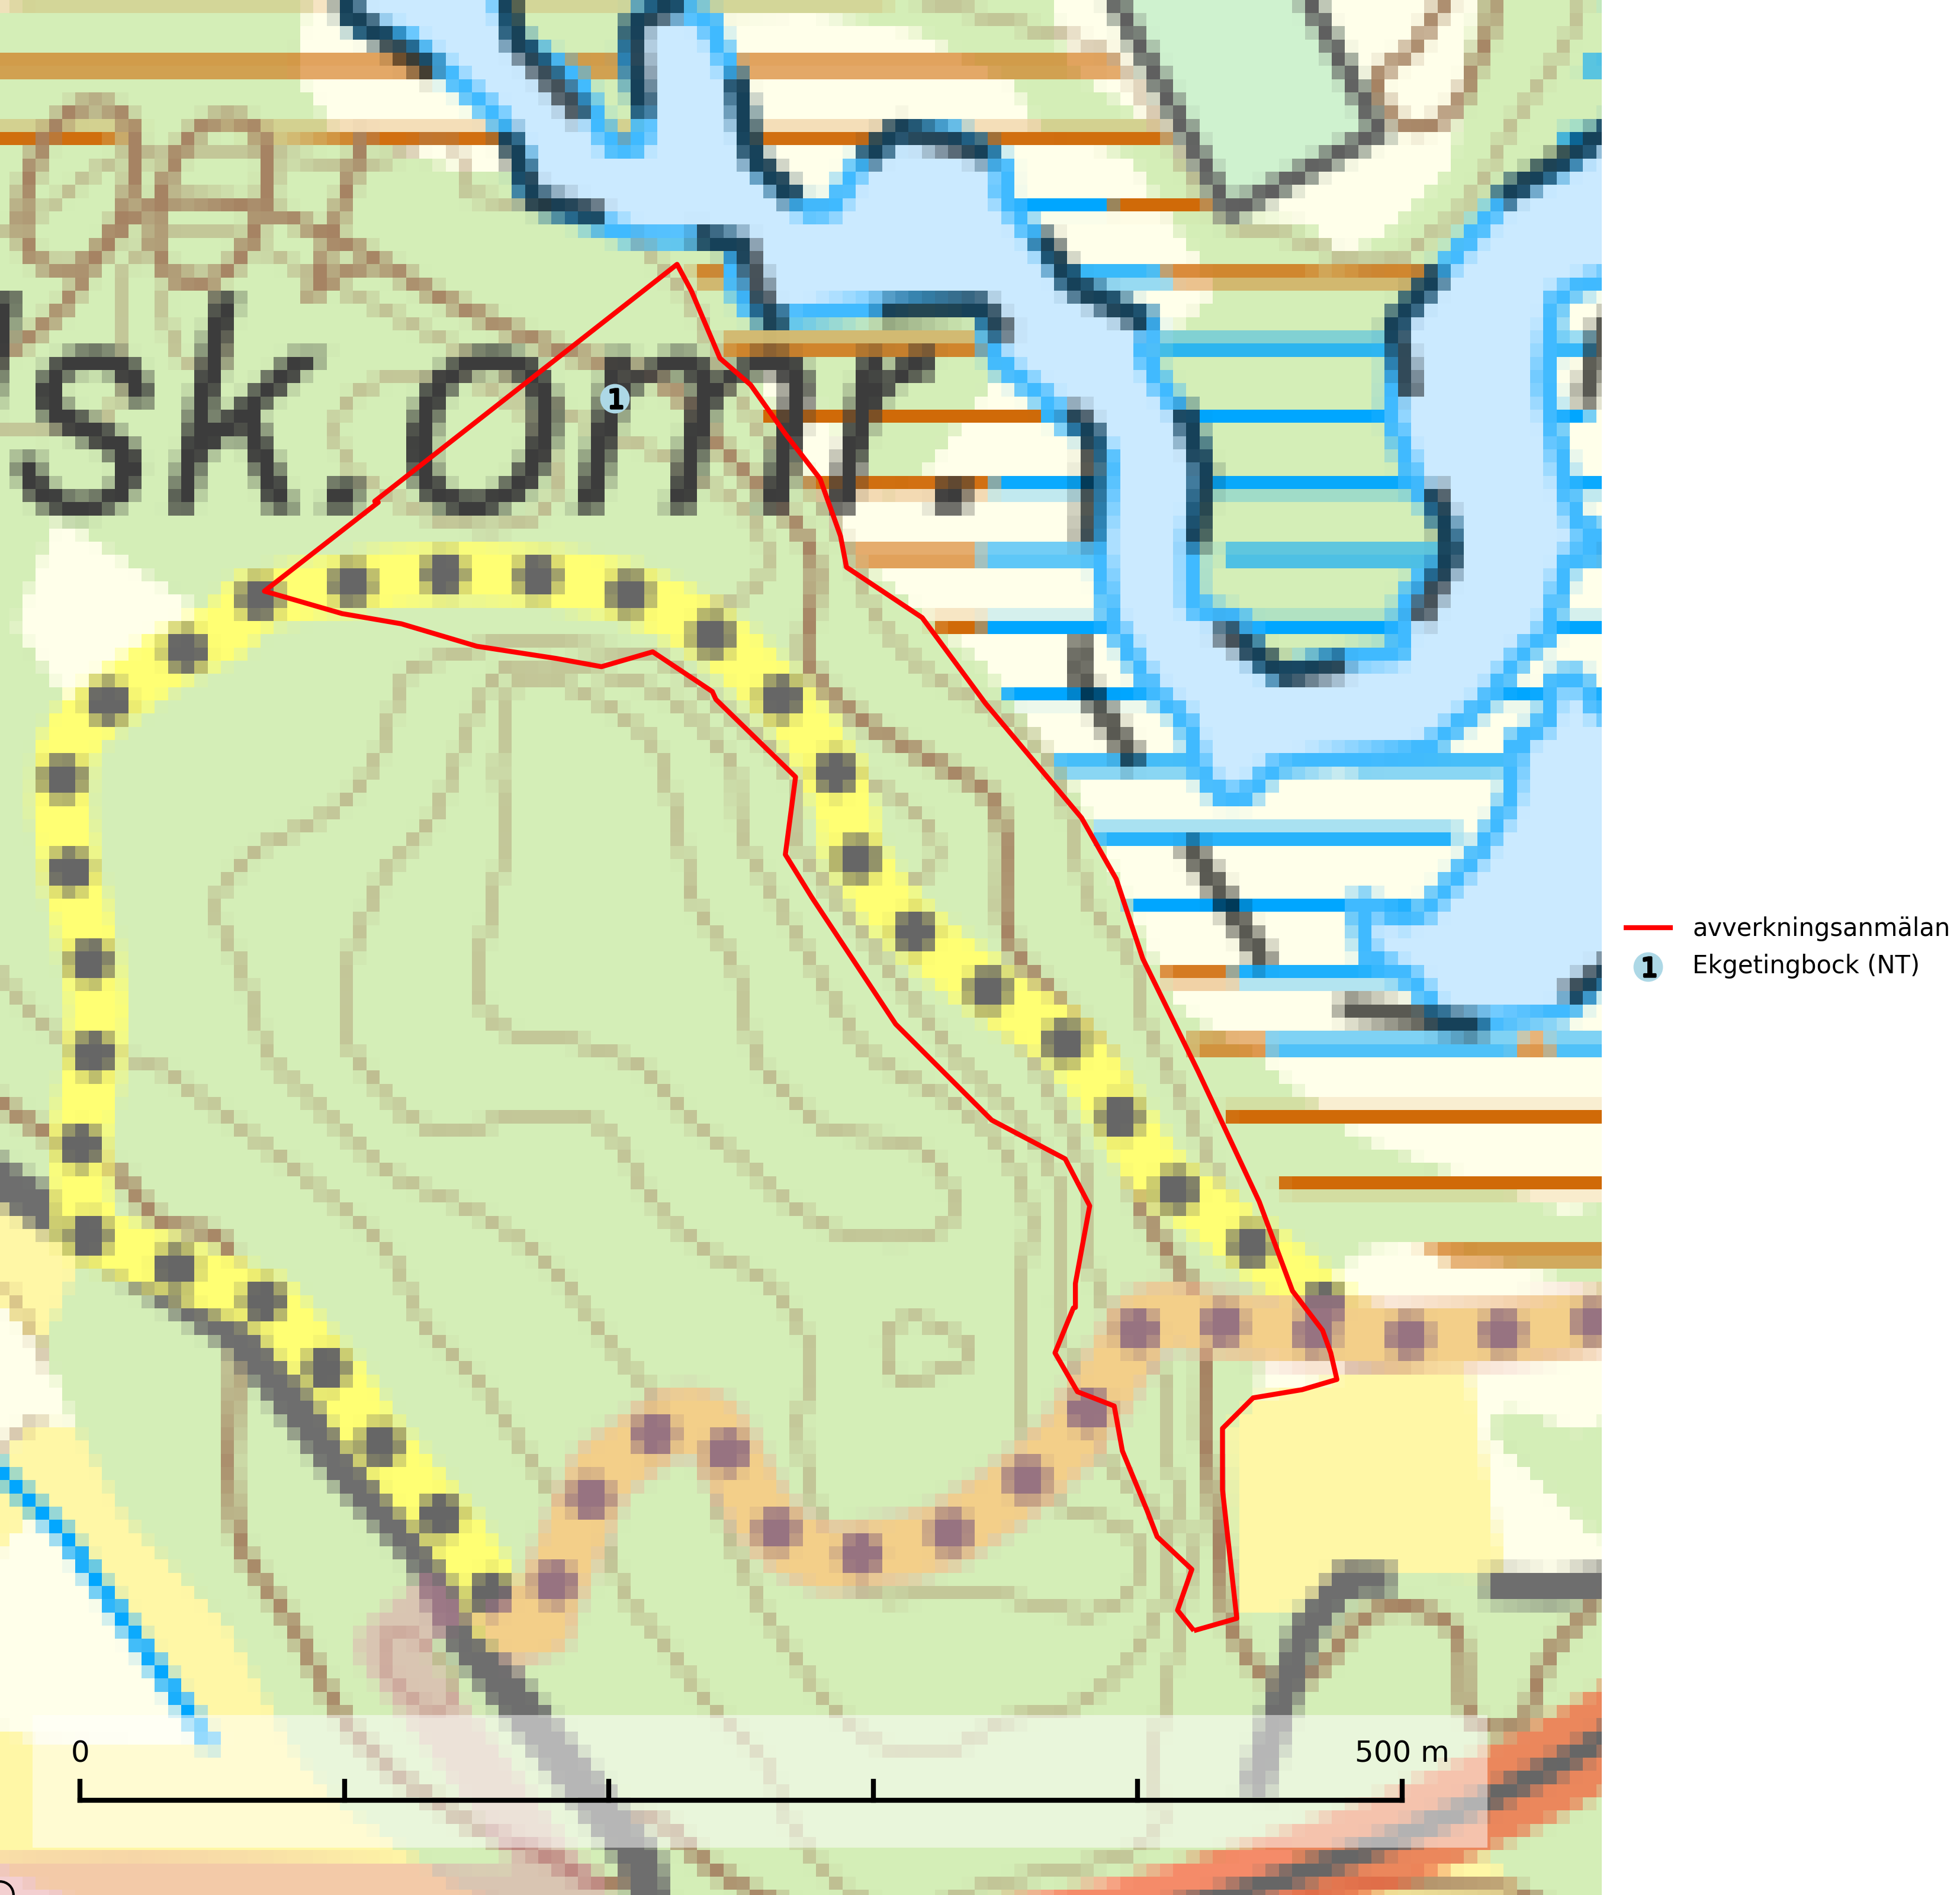 sk.omr.
1
avverkningsanmälan
1 Ekgetingbock (NT)
0 500 m